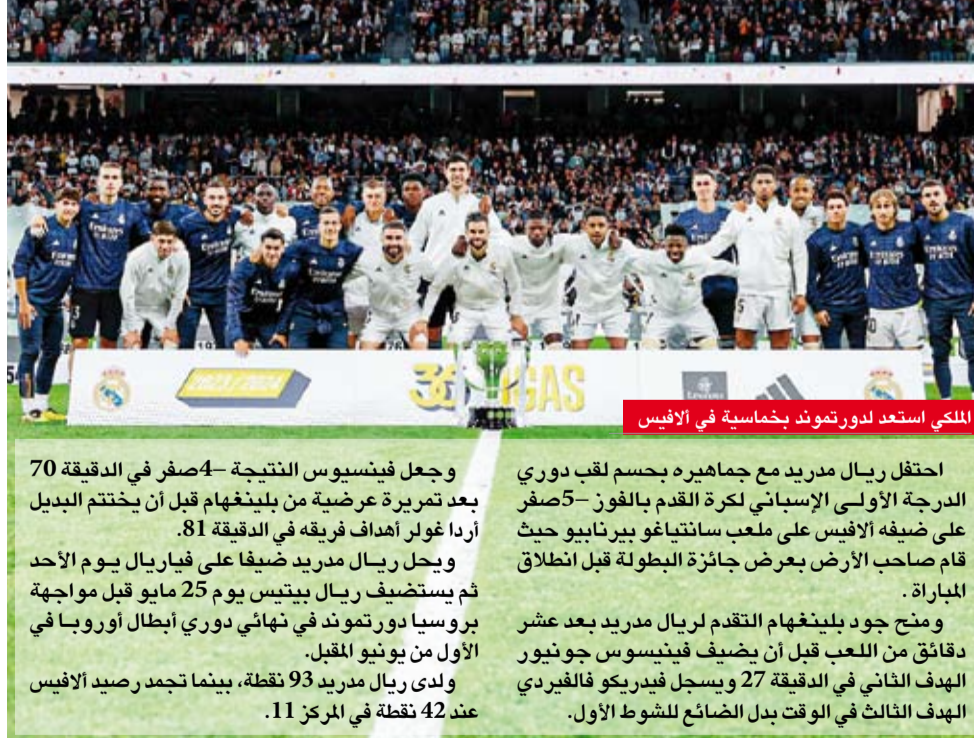 2023/2024
36 LIGAS
الملكي استعد لدورتموند بخماسية في ألافيس
احتفل ريال مدريد مع جماهيره بحسم لقب دوري
الدرجة الأولى الإسباني لكرة القدم بالفوز 5–صفر
على ضيفه ألافيس على ملعب سانتياغو بيرنابيو حيث
قام صاحب الأرض بعرض جائزة البطولة قبل انطلاق
المباراة .
ومنح جود بلينغهام التقدم لريال مدريد بعد عشر
دقائق من اللعب قبل أن يضيف فينيسوس جونيور
الهدف الثاني في الدقيقة 27 ويسجل فيدريكو فالفيردي
الهدف الثالث في الوقت بدل الضائع للشوط الأول.
وجعل فينسيوس النتيجة 4–صفر في الدقيقة 70
بعد تمريرة عرضية من بلينغهام قبل أن يختتم البديل
أردا غولر أهداف فريقه في الدقيقة 81.
ويحل ريال مدريد ضيفا على فياريال يوم الأحد
ثم يستضيف ريال بيتيس يوم 25 مايو قبل مواجهة
بروسيا دورتموند في نهائي دوري أبطال أوروبا في
الأول من يونيو المقبل.
ولدى ريال مدريد 93 نقطة، بينما تجمد رصيد ألافيس
عند 42 نقطة في المركز 11.